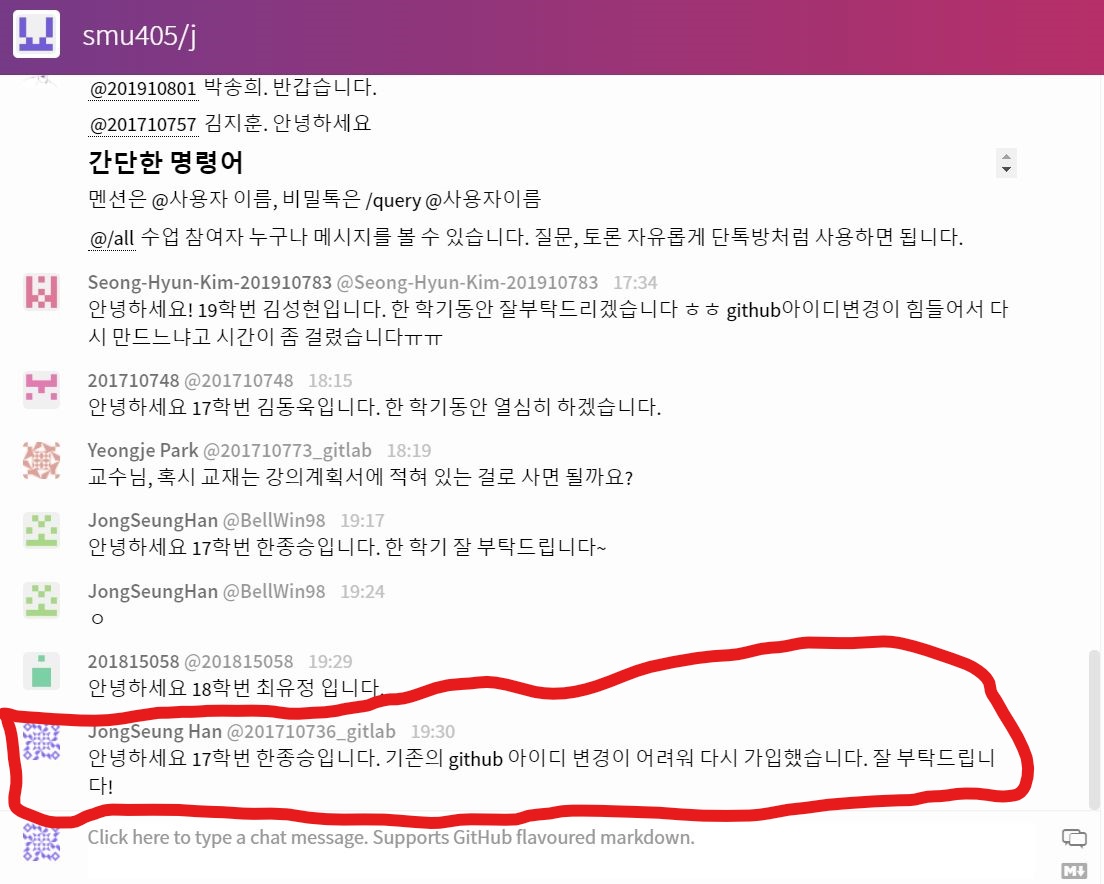 smu405/j
@201910801 박송희. 반갑습니다.
@201710757 김지훈. 안녕하세요
간단한 명령어
멘션은 @사용자 이름, 비밀톡은 /query @사용자이름
@/all 수업 참여자 누구나 메시지를 볼 수 있습니다. 질문, 토론 자유롭게 단톡방처럼 사용하면 됩니다.
Seong-Hyun-Kim-201910783 @Seong-Hyun-Kim-201910783 17:34
안녕하세요! 19학번 김성현입니다. 한 학기동안 잘부탁드리겠습니다 ㅎㅎ github아이디변경이 힘들어서 다
시 만드느냐고 시간이 좀 걸렸습니다ㅠㅠ
201710748 @201710748 18:15
안녕하세요 17학번 김동욱입니다. 한 학기동안 열심히 하겠습니다.
Yeongje Park @201710773_gitlab 18:19
교수님, 혹시 교재는 강의계획서에 적혀 있는 걸로 사면 될까요?
JongSeungHan @BellWin98 19:17
안녕하세요 17학번 한종승입니다. 한 학기 잘 부탁드립니다~
JongSeungHan @BellWin98 19:24
ㅇ
201815058 @201815058 19:29
안녕하세요 18학번 최유정 입니다.
JongSeung Han @201710736_gitlab 19:30
안녕하세요 17학번 한종승입니다. 기존의 github 아이디 변경이 어려워 다시 가입했습니다. 잘 부탁드립니
다!
Click here to type a chat message. Supports GitHub flavoured markdown.
M